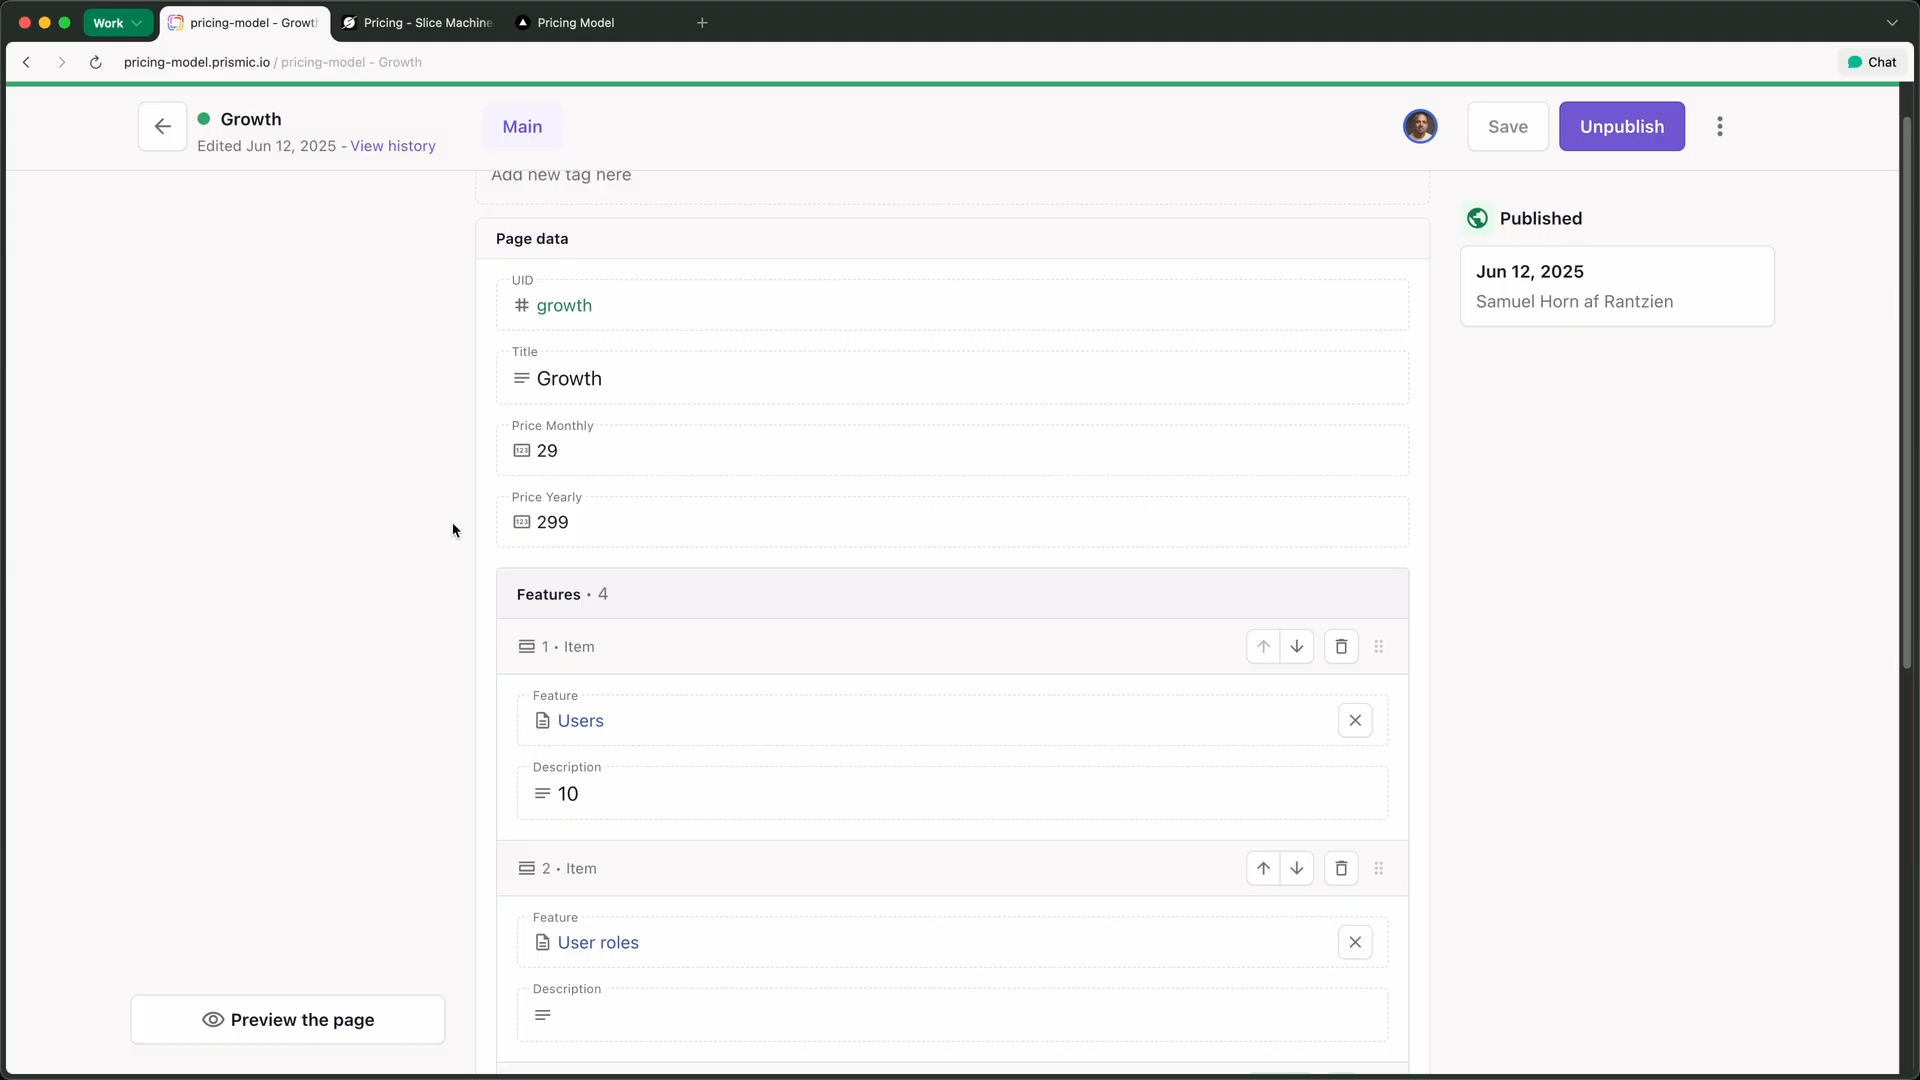 Work
pricing-model - Growth
Pricing - Slice Machine
Pricing Model
pricing-model.prismic.io / pricing-model - Growth
Chat
Growth
Edited Jun 12, 2025 - View history
Main
Save
Unpublish
Add new tag here
Published
Page data
Jun 12, 2025
Samuel Horn af Rantzien
UID
growth
Title
Growth
Price Monthly
123 29
Price Yearly
123 299
Features • 4
1 • Item
Feature
Users
Description
10
2 • Item
Feature
User roles
Description
Preview the page